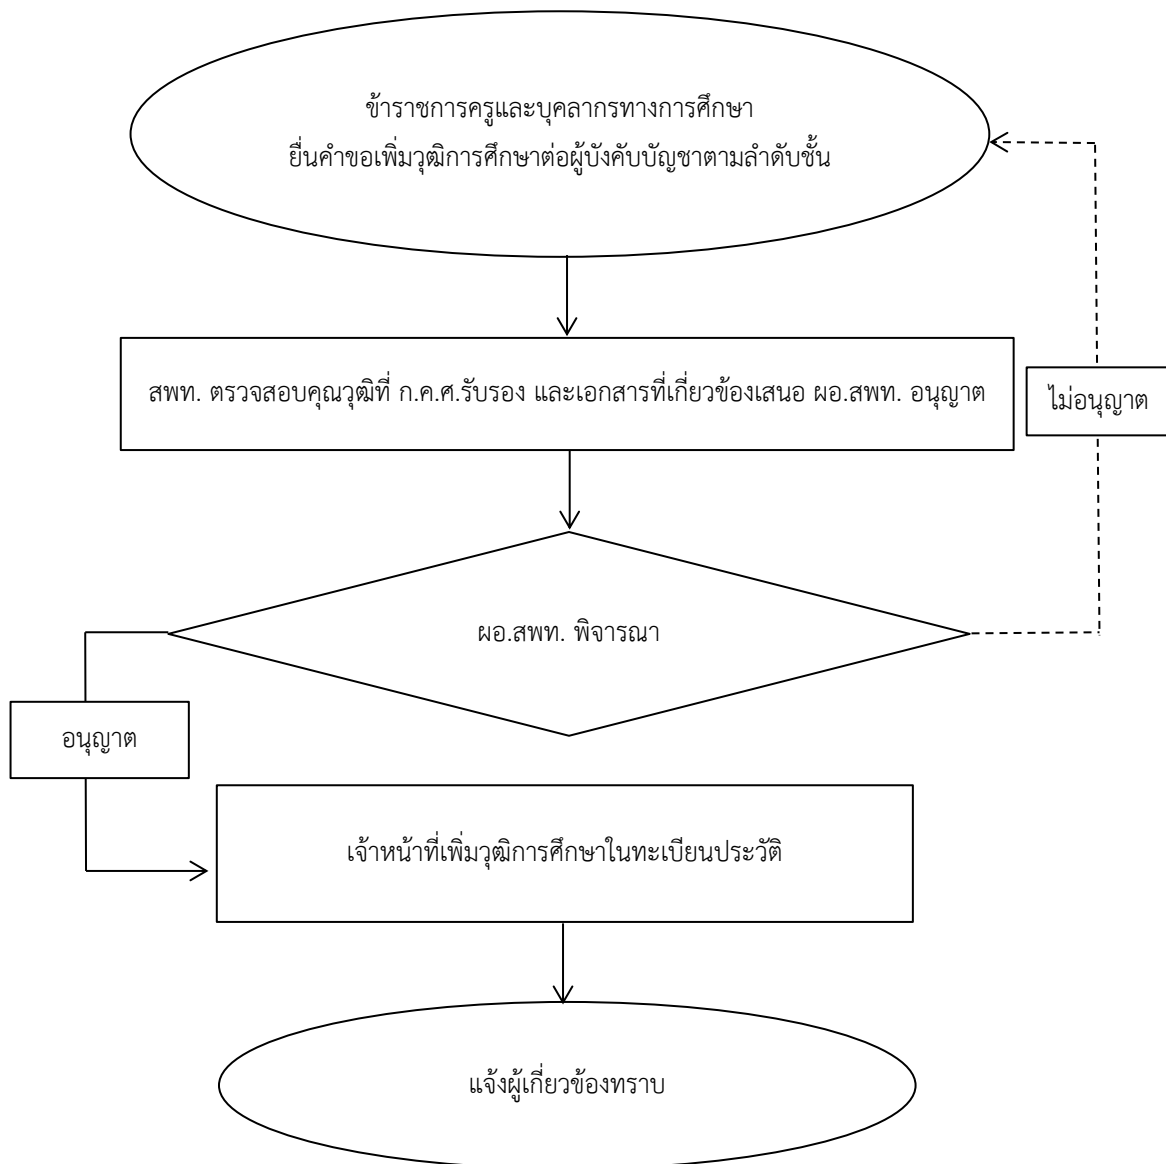 ข้าราชการครูและบุคลากรทางการศึกษา
ยื่นคำขอเพิ่มวุฒิการศึกษาต่อผู้บังคับบัญชาตามลำดับชั้น
สพท. ตรวจสอบคุณวุฒิที่ ก.ค.ศ.รับรอง และเอกสารที่เกี่ยวข้องเสนอ ผอ.สพท. อนุญาต
ไม่อนุญาต
ผอ.สพท. พิจารณา
อนุญาต
เจ้าหน้าที่เพิ่มวุฒิการศึกษาในทะเบียนประวัติ
แจ้งผู้เกี่ยวข้องทราบ